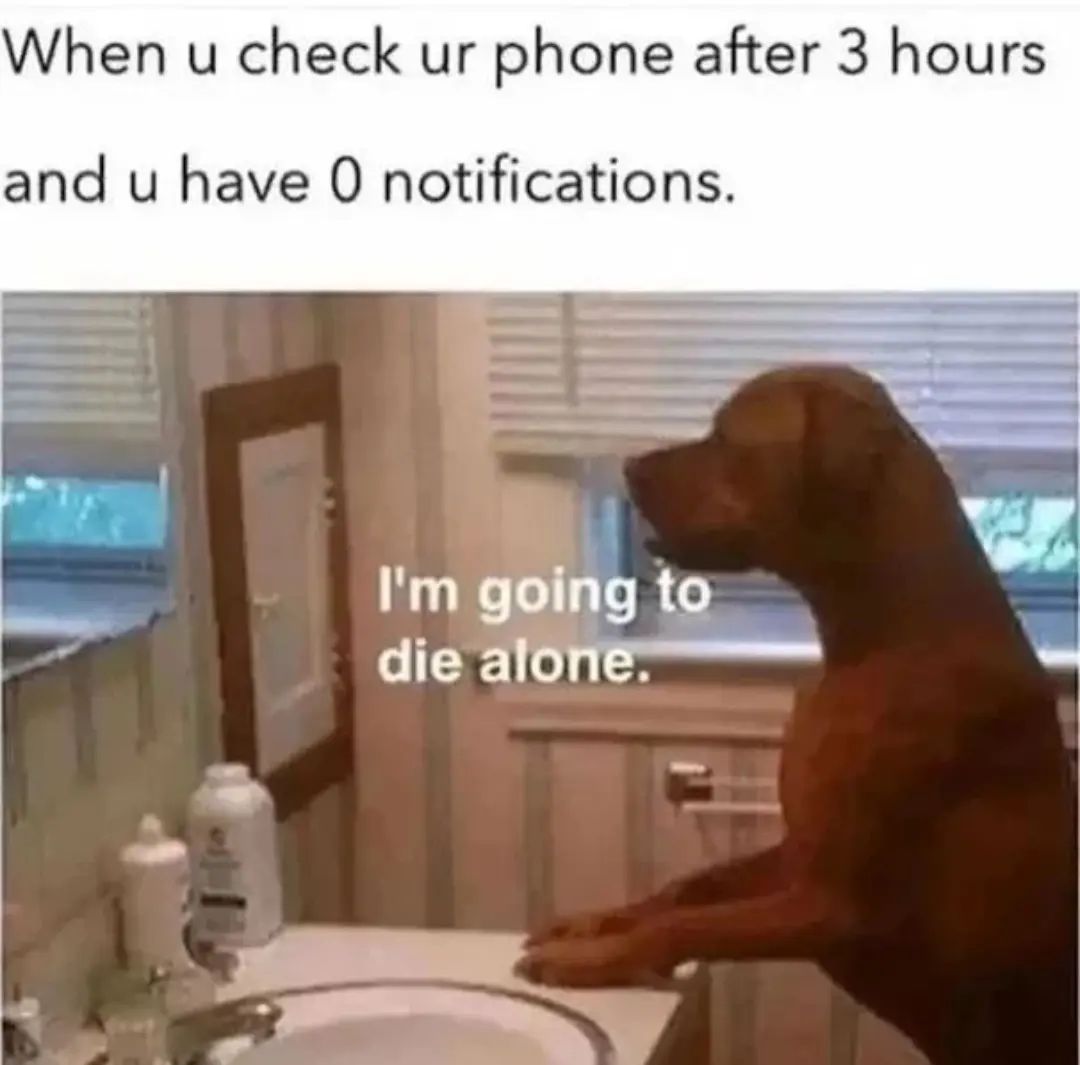 When u check ur phone after 3 hours
and u have 0 notifications.
I'm going to
die alone.